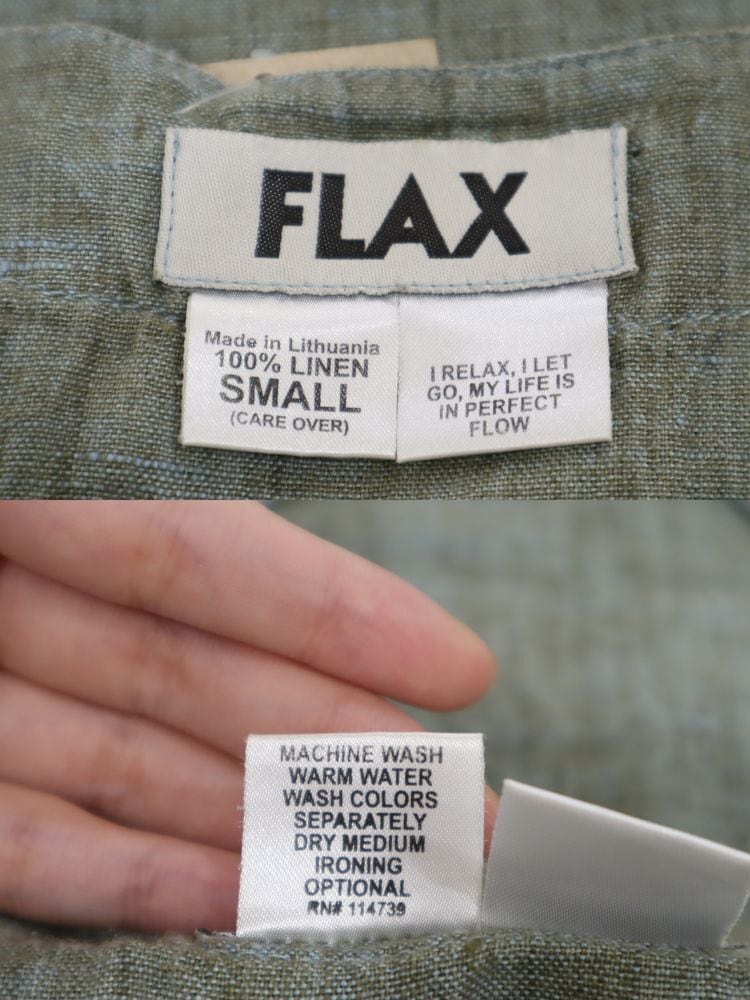 FLAX
Made in Lithuania
100% LINEN
SMALL
(CARE OVER)
I RELAX, I LET
GO, MY LIFE IS
IN PERFECT
FLOW
MACHINE WASH
WARM WATER
WASH COLORS
SEPARATELY
DRY MEDIUM
IRONING
OPTIONAL
RN# 114739